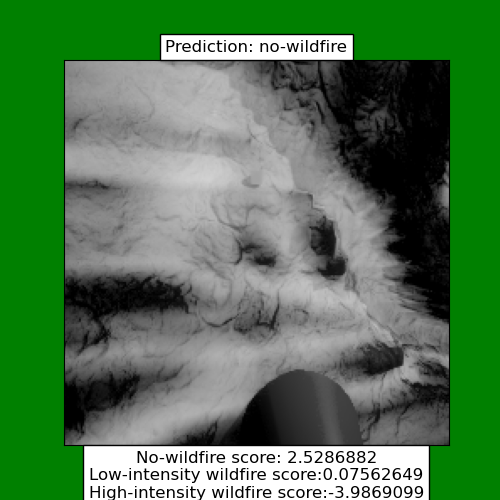 Prediction: no-wildfire
No-wildfire score: 2.5286882
Low-intensity wildfire score:0.07562649
High-intensity wildfire score:-3.9869099